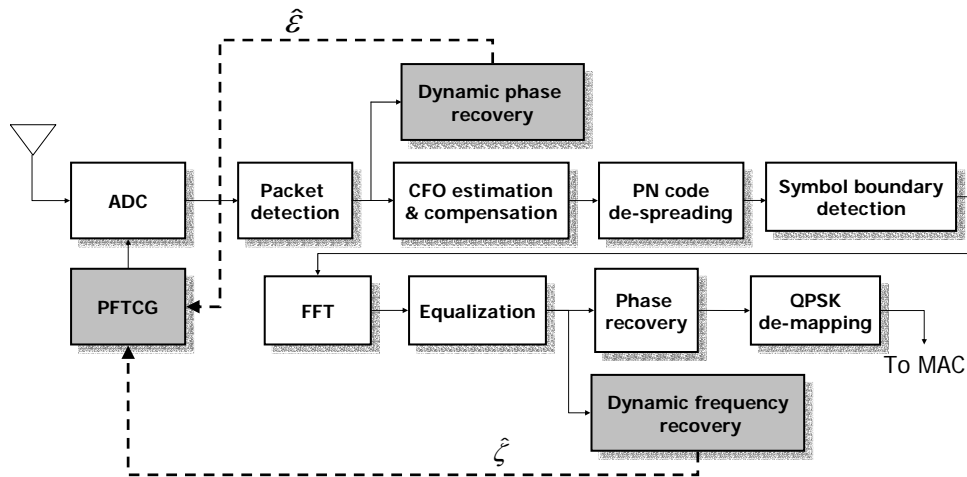 ε̂
Dynamic phase
recovery
ADC
Packet
detection
CFO estimation
& compensation
PN code
de-spreading
Symbol boundary
detection
PFTCG
FFT
Equalization
Phase
recovery
QPSK
de-mapping
To MAC
Dynamic frequency
recovery
ζ̂